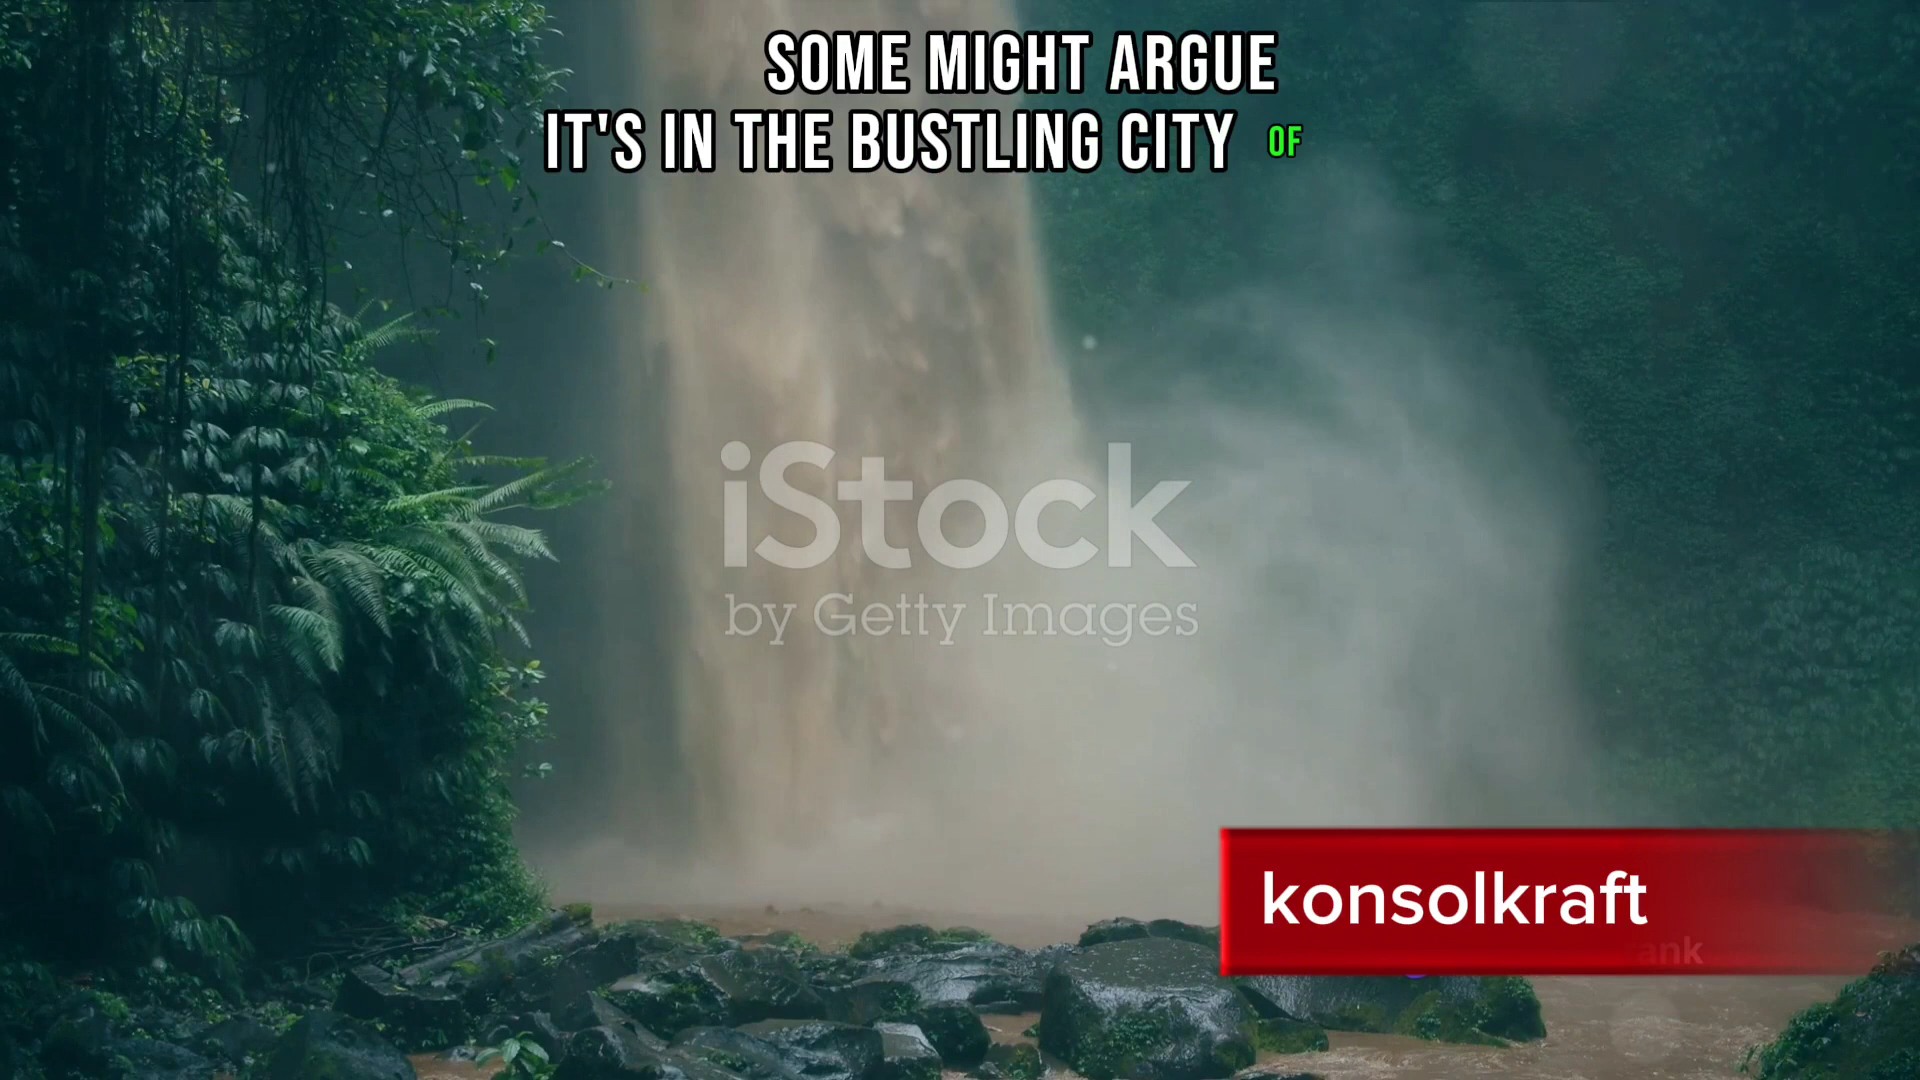 SOME MIGHT ARGUE
IT'S IN THE BUSTLING CITY OF
iStock
by Getty Images
konsolkraft